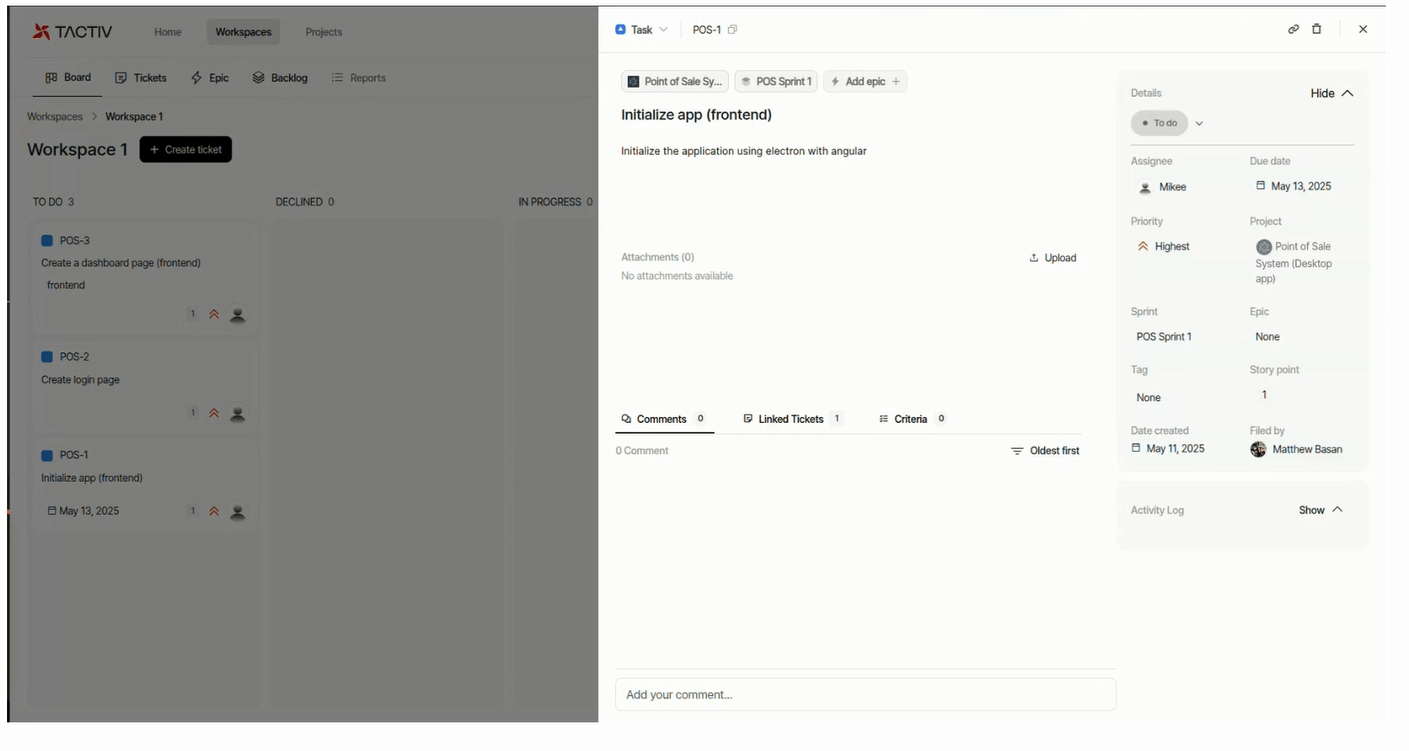 TACTIV
Home
Workspaces
Projects
Board
Tickets
Epic
Backlog
Reports
Workspaces
Workspace 1
Workspace 1
Create ticket
TO DO 3
DECLINED 0
IN PROGRESS 0
POS-3
Create a dashboard page (frontend)
frontend
1
POS-2
Create login page
1
POS-1
Initialize app (frontend)
May 13, 2025
1
Task
POS-1
Point of Sale Sy...
POS Sprint 1
Add epic
Initialize app (frontend)
Initialize the application using electron with angular
Attachments (0)
Upload
No attachments available
Comments 0
Linked Tickets 1
Criteria 0
0 Comment
Oldest first
Add your comment...
Details
Hide
To do
Assignee
Due date
Mikee
May 13, 2025
Priority
Project
Highest
Point of Sale
System (Desktop
app)
Sprint
Epic
POS Sprint 1
None
Tag
Story point
None
1
Date created
Filed by
May 11, 2025
Matthew Basan
Activity Log
Show